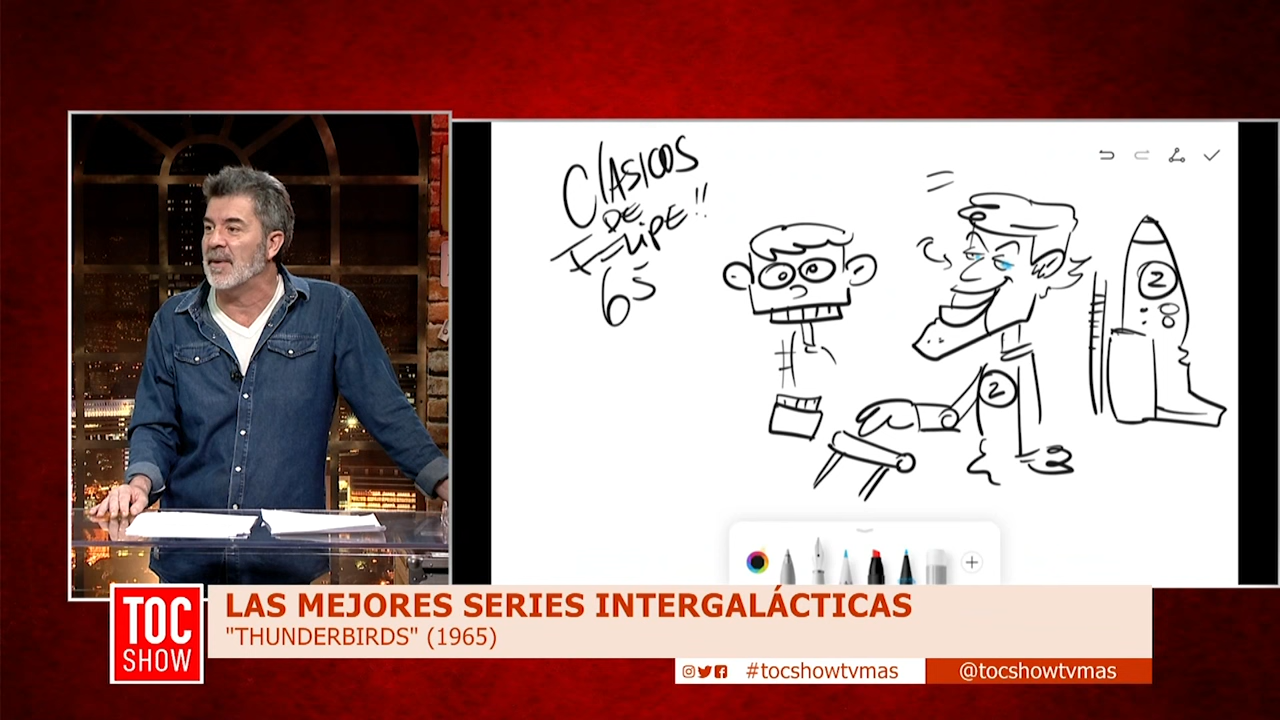 CLASICOS
DE
FELIPE!!
65
2
2
TOC
SHOW
LAS MEJORES SERIES INTERGALÁCTICAS
"THUNDERBIRDS" (1965)
#tocshowtvmas
@tocshowtvmas